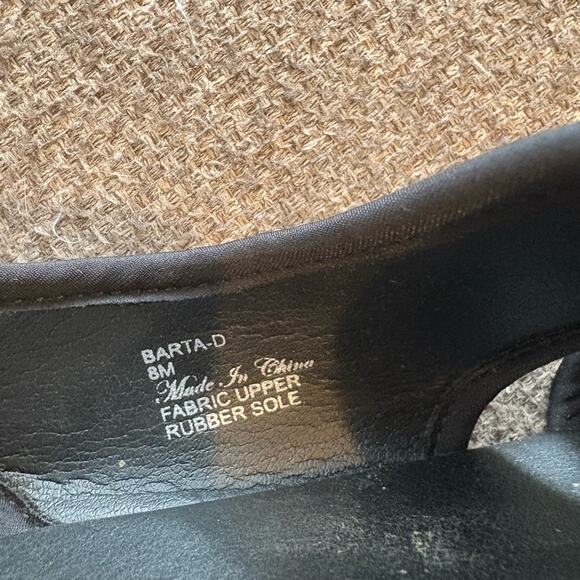 BARTA-D
8M
Made In China
FABRIC UPPER
RUBBER SOLE